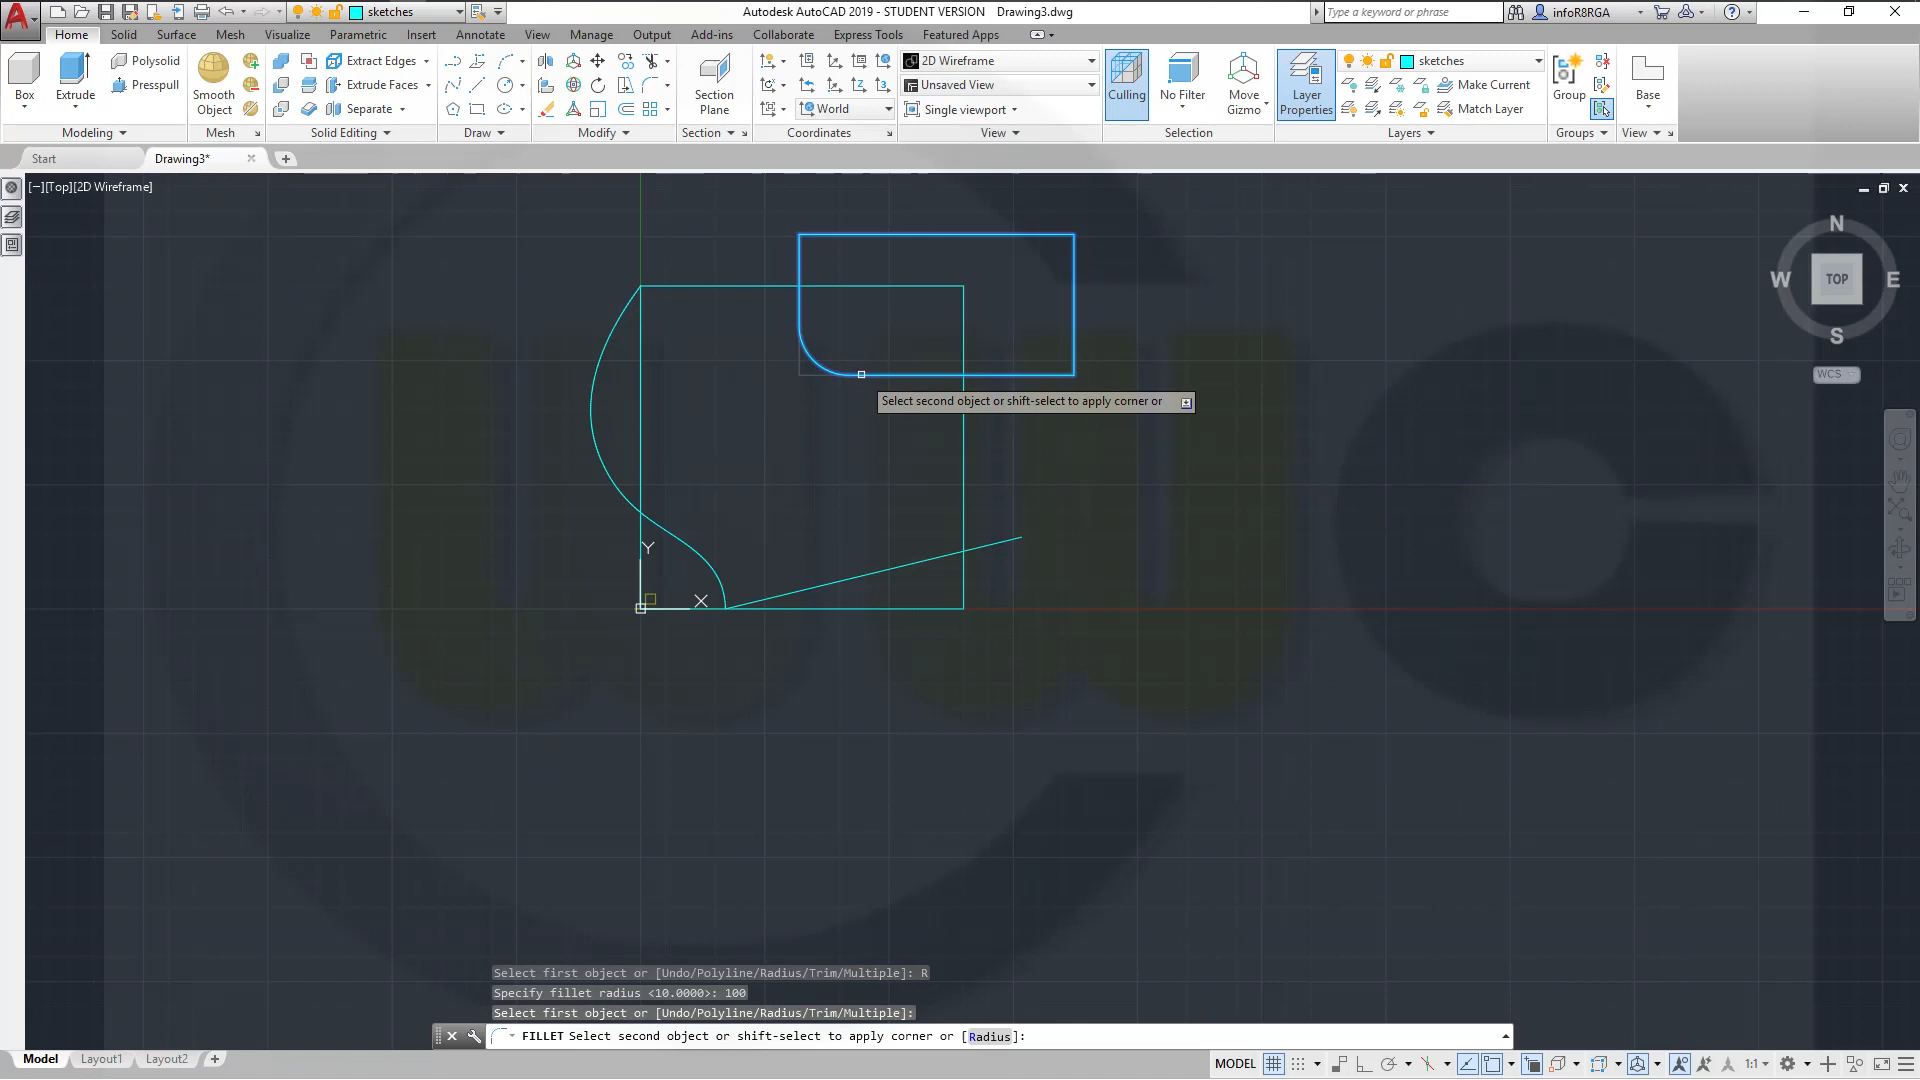 sketches
Autodesk AutoCAD 2019 - STUDENT VERSION Drawing3.dwg
Type a keyword or phrase
infoR8RGA
Home Solid Surface Mesh Visualize Parametric Insert Annotate View Manage Output Add-ins Collaborate Express Tools Featured Apps
Box
Extrude
Polysolid
Presspull
Smooth
Object
Extract Edges
Extrude Faces
Separate
Section
Plane
World
2D Wireframe
Unsaved View
Single viewport
Culling
No Filter
Move
Gizmo
Layer
Properties
sketches
Make Current
Match Layer
Group
Base
Modeling Mesh Solid Editing Draw Modify Section Coordinates View Selection Layers Groups View
Start
Drawing3*
[−][Top][2D Wireframe]
N
W
TOP
E
S
WCS
Select second object or shift-select to apply corner or
Y
X
Select first object or [Undo/Polyline/Radius/Trim/Multiple]: R
Specify fillet radius <10.0000>: 100
Select first object or [Undo/Polyline/Radius/Trim/Multiple]:
FILLET Select second object or shift-select to apply corner or [Radius]:
Model Layout1 Layout2
MODEL
1:1